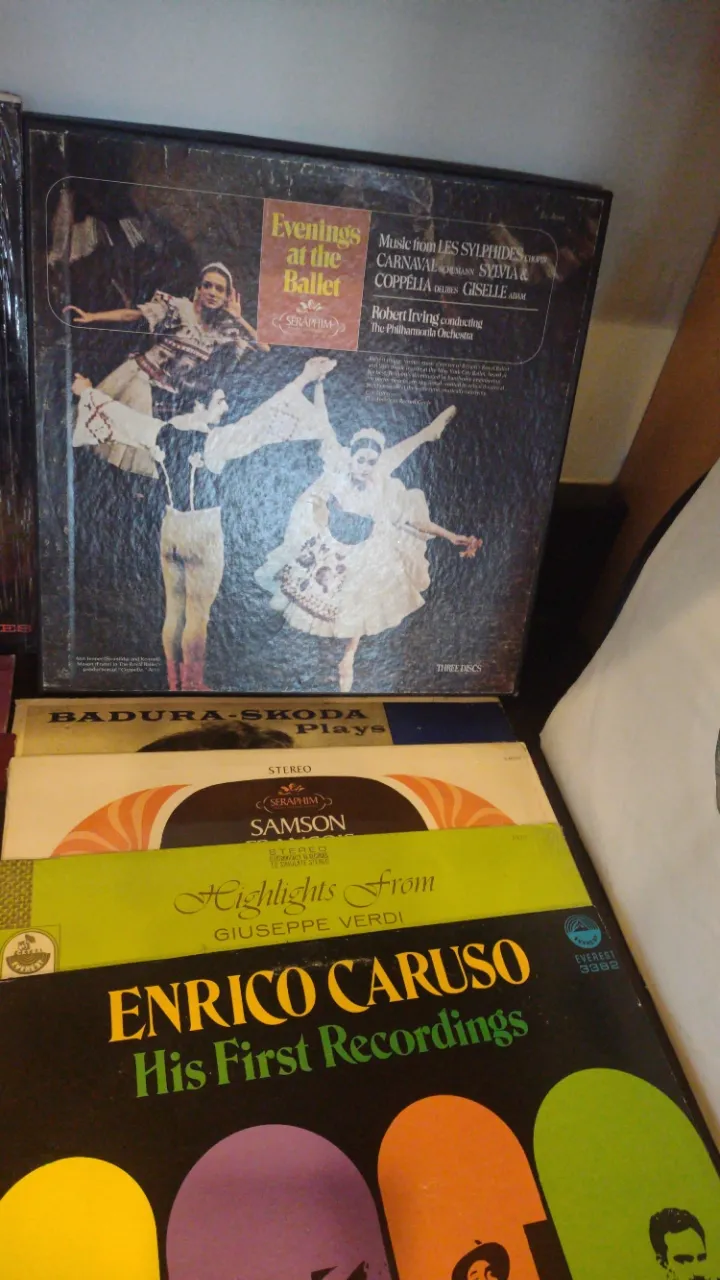 Evenings
at the
Ballet
SERAPHIM
Music from LES SYLPHIDES CHOPIN
CARNAVAL SCHUMANN SYLVIA &
COPPÉLIA DELIBES GISELLE ADAM
Robert Irving conducting
The Philharmonia Orchestra
THREE DISCS
BADURA-SKODA
Plays
STEREO
SERAPHIM
SAMSON
FRANÇOIS
STEREO
Highlights From
GIUSEPPE VERDI
EVEREST
3382
ENRICO CARUSO
His First Recordings